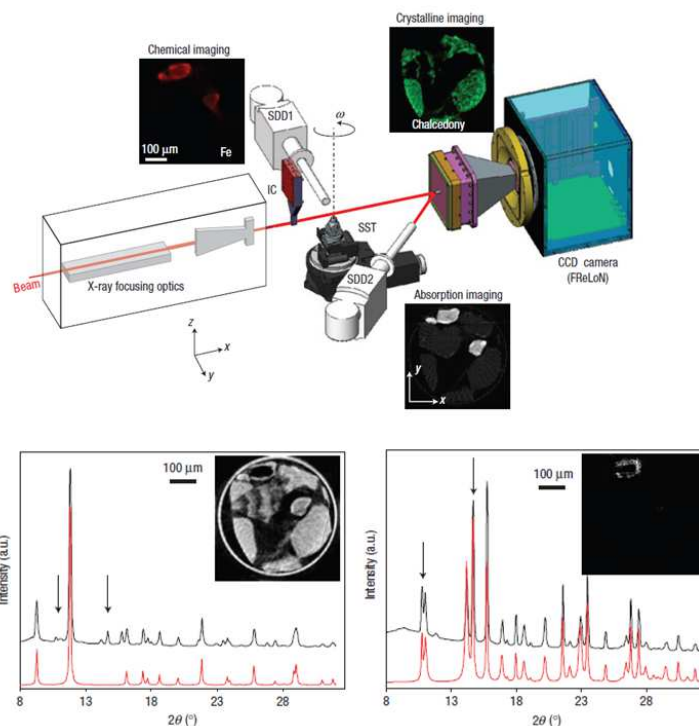 Chemical imaging
100 µm
Fe
SDD1
ω
IC
Crystalline imaging
Chalcedony
SST
SDD2
Beam
X-ray focusing optics
CCD camera
(FReLoN)
z
x
y
Absorption imaging
y
x
Intensity (a.u.)
100 µm
8 13 18 23 28
2θ (°)
Intensity (a.u.)
100 µm
8 13 18 23 28
2θ (°)